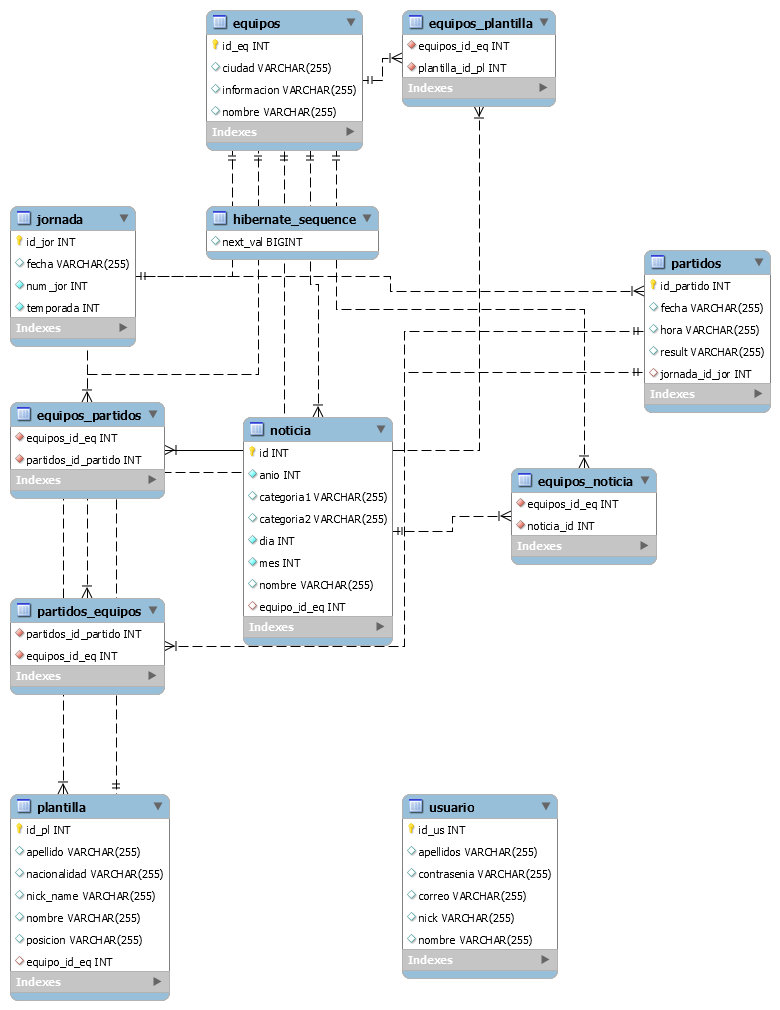 equipos
id_eq INT
ciudad VARCHAR(255)
informacion VARCHAR(255)
nombre VARCHAR(255)
Indexes
equipos_plantilla
equipos_id_eq INT
plantilla_id_pl INT
Indexes
jornada
id_jor INT
fecha VARCHAR(255)
num_jor INT
temporada INT
Indexes
hibernate_sequence
next_val BIGINT
partidos
id_partido INT
fecha VARCHAR(255)
hora VARCHAR(255)
result VARCHAR(255)
jornada_id_jor INT
Indexes
equipos_partidos
equipos_id_eq INT
partidos_id_partido INT
Indexes
noticia
id INT
anio INT
categoria1 VARCHAR(255)
categoria2 VARCHAR(255)
dia INT
mes INT
nombre VARCHAR(255)
equipo_id_eq INT
Indexes
equipos_noticia
equipos_id_eq INT
noticia_id INT
Indexes
partidos_equipos
partidos_id_partido INT
equipos_id_eq INT
Indexes
plantilla
id_pl INT
apellido VARCHAR(255)
nacionalidad VARCHAR(255)
nick_name VARCHAR(255)
nombre VARCHAR(255)
posicion VARCHAR(255)
equipo_id_eq INT
Indexes
usuario
id_us INT
apellidos VARCHAR(255)
contrasenia VARCHAR(255)
correo VARCHAR(255)
nick VARCHAR(255)
nombre VARCHAR(255)
Indexes